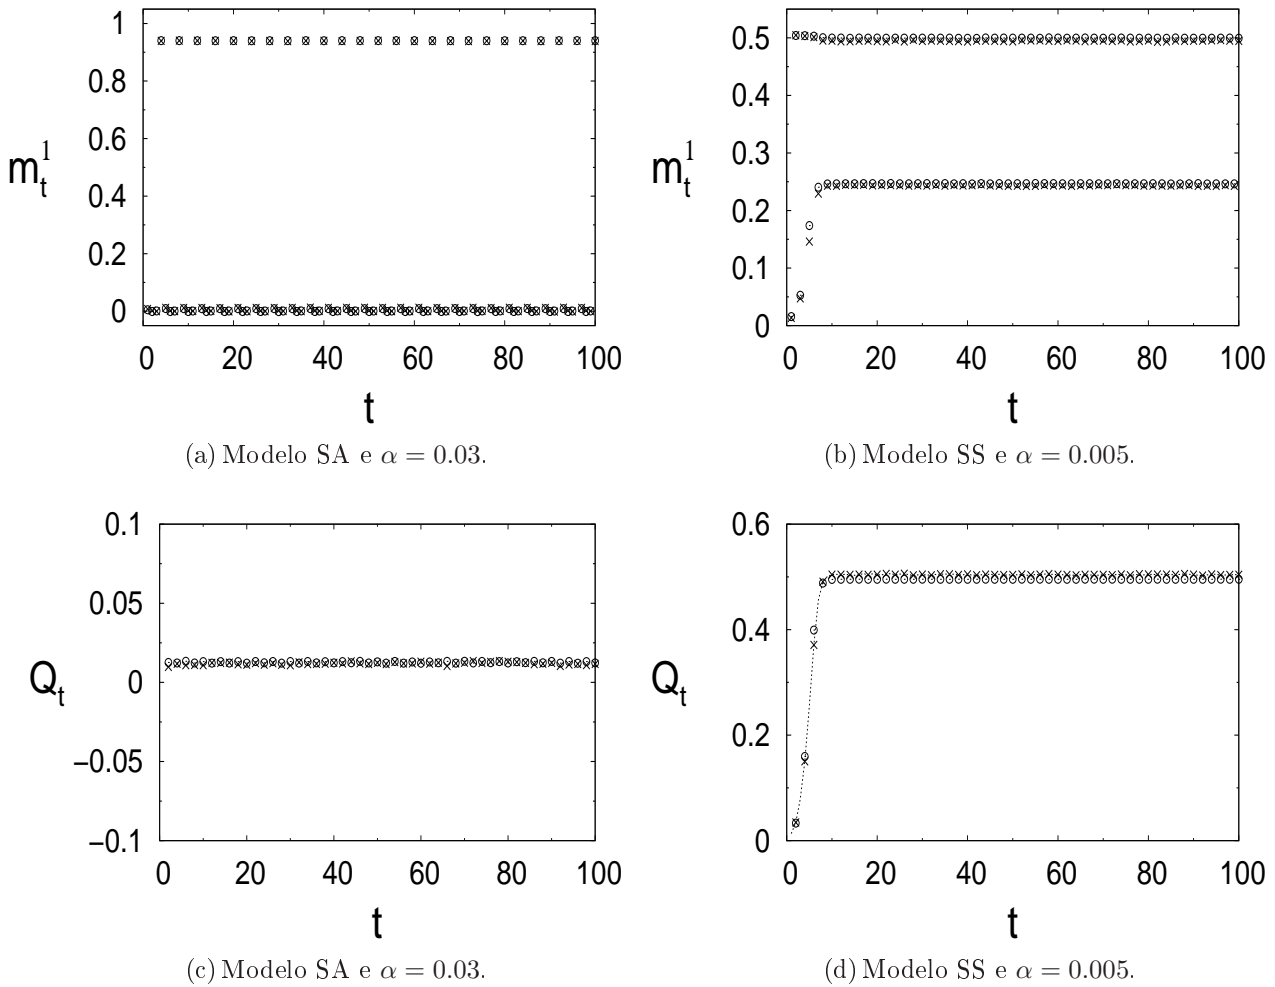 1
0.8
0.6
0.4
0.2
0
m_t^1
0 20 40 60 80 100
t
(a) Modelo SA e α = 0.03.
0.5
0.4
0.3
0.2
0.1
0
m_t^1
0 20 40 60 80 100
t
(b) Modelo SS e α = 0.005.
0.1
0.05
0
−0.05
−0.1
Q_t
0 20 40 60 80 100
t
(c) Modelo SA e α = 0.03.
0.6
0.4
0.2
0
Q_t
0 20 40 60 80 100
t
(d) Modelo SS e α = 0.005.